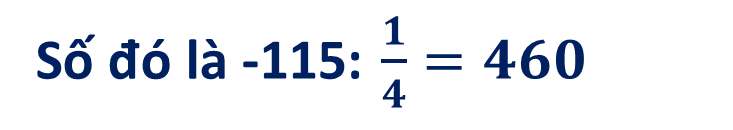 Số đó là -115: 1/4 = 460